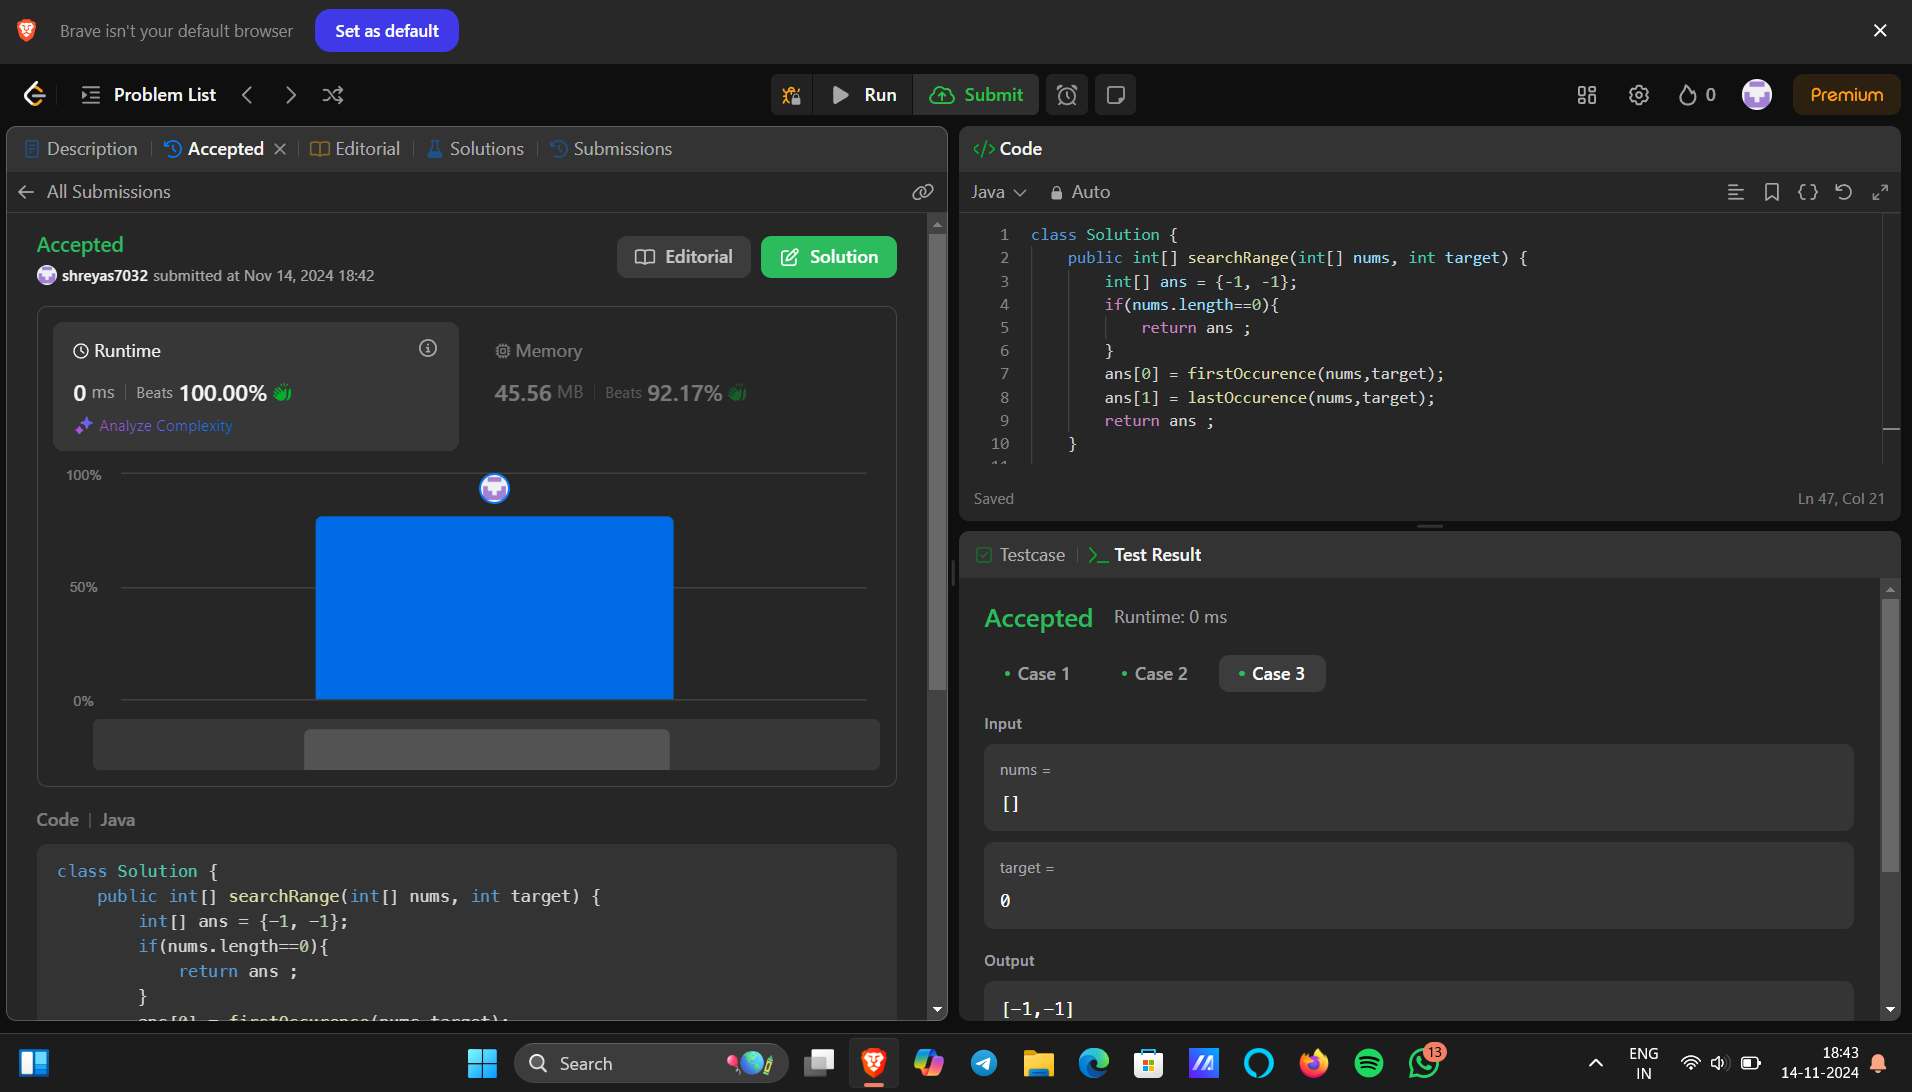 Brave isn't your default browser Set as default
Problem List Run Submit 0 Premium
Description Accepted Editorial Solutions Submissions
All Submissions
Accepted
shreyas7032 submitted at Nov 14, 2024 18:42
Editorial Solution
Runtime
0 ms Beats 100.00%
Analyze Complexity
Memory
45.56 MB Beats 92.17%
100%
50%
0%
Code | Java
class Solution {
public int[] searchRange(int[] nums, int target) {
int[] ans = {-1, -1};
if(nums.length==0){
return ans ;
}
ans[0] = firstOccurence(nums,target);
</> Code
Java Auto
1 class Solution {
2 public int[] searchRange(int[] nums, int target) {
3 int[] ans = {-1, -1};
4 if(nums.length==0){
5 return ans ;
6 }
7 ans[0] = firstOccurence(nums,target);
8 ans[1] = lastOccurence(nums,target);
9 return ans ;
10 }
11
Saved Ln 47, Col 21
Testcase >_ Test Result
Accepted Runtime: 0 ms
Case 1 Case 2 Case 3
Input
nums =
[]
target =
0
Output
[-1,-1]
Search 13 ENG IN 18:43 14-11-2024